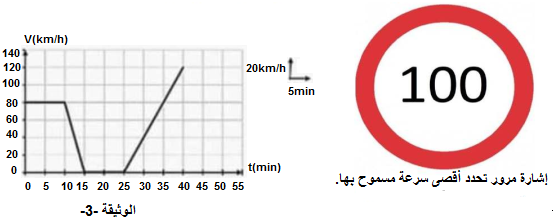 V(km/h)
140
120
100
80
60
40
20
0
0 5 10 15 20 25 30 35 40 45 50 55
t(min)
20km/h
5min
الوثيقة -3-
100
إشارة مرور تحدد أقصى سرعة مسموح بها.